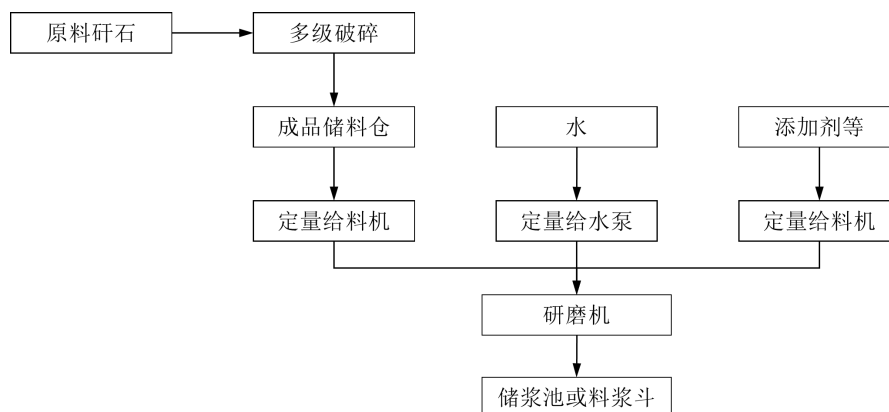 原料矸石
多级破碎
成品储料仓
水
添加剂等
定量给料机
定量给水泵
定量给料机
研磨机
储浆池或料浆斗